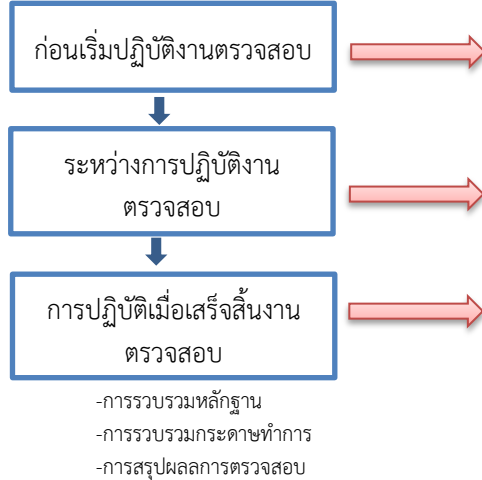 ก่อนเริ่มปฏิบัติงานตรวจสอบ
ระหว่างการปฏิบัติงาน
ตรวจสอบ
การปฏิบัติเมื่อเสร็จสิ้นงาน
ตรวจสอบ
-การรวบรวมหลักฐาน
-การรวบรวมกระดาษทำการ
-การสรุปผลลการตรวจสอบ